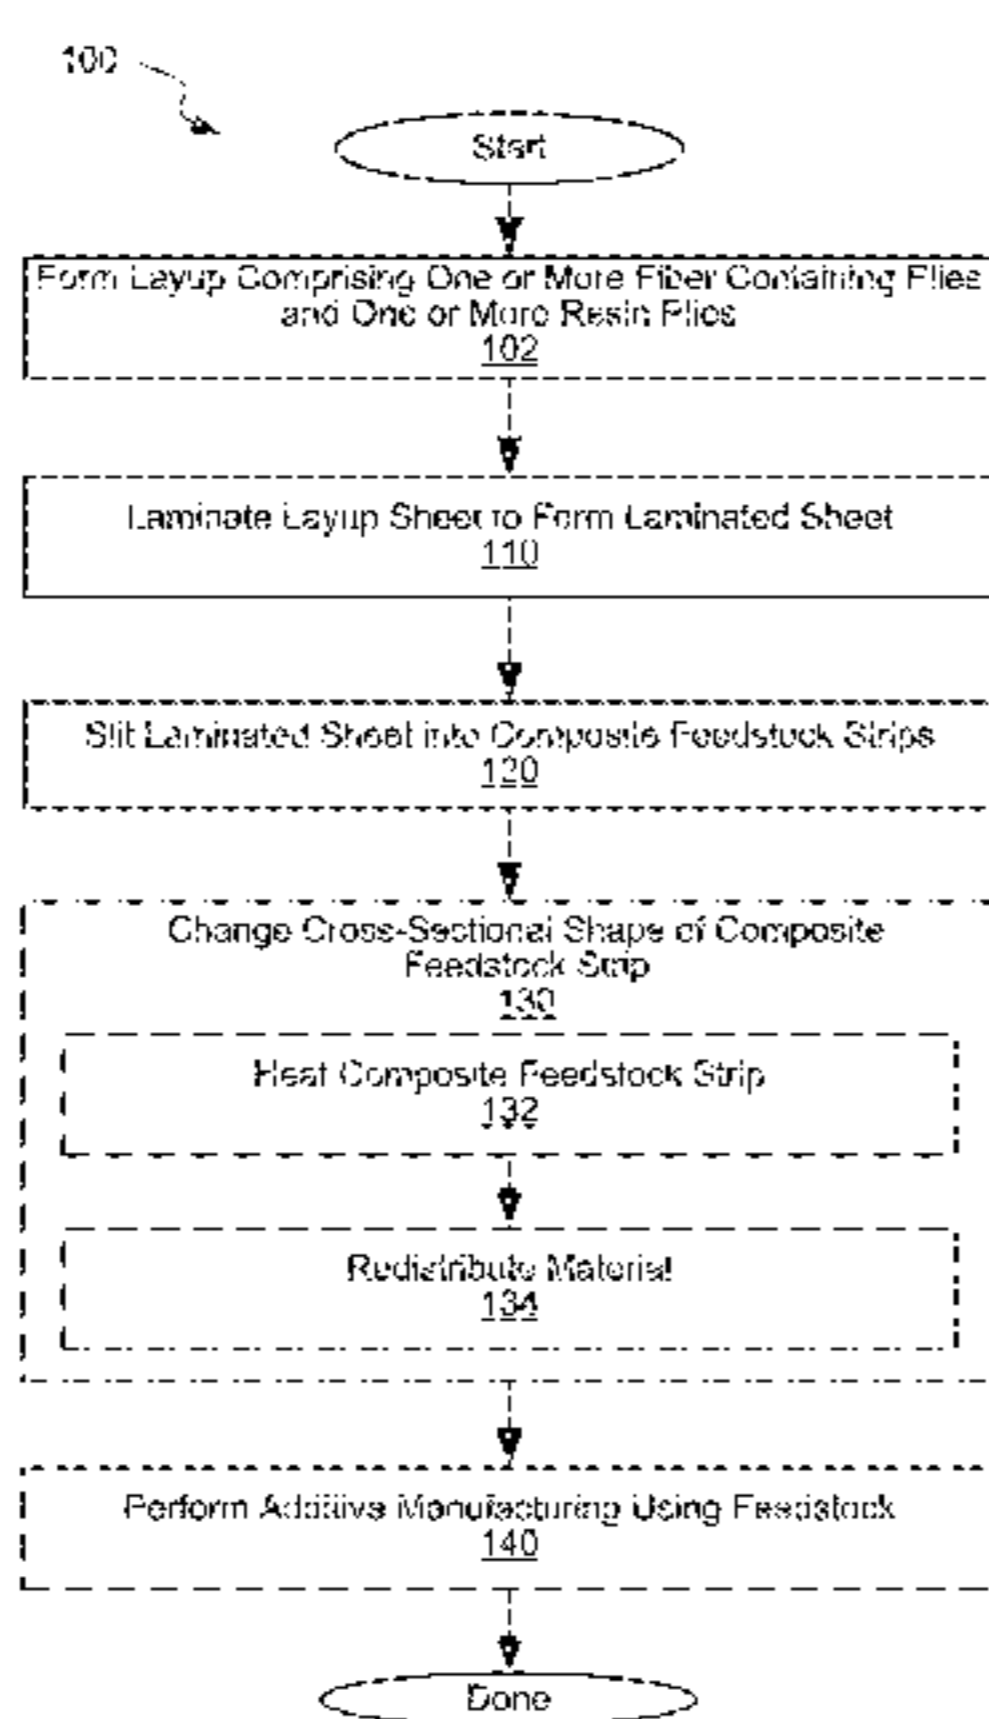 100
Start
Form Layup Comprising One or More Fiber Containing Plies
and One or More Resin Plies
102
Laminate Layup Sheet to Form Laminated Sheet
110
Slit Laminated Sheet into Composite Feedstock Strips
120
Change Cross-Sectional Shape of Composite
Feedstock Strip
130
Heat Composite Feedstock Strip
132
Redistribute Material
134
Perform Additive Manufacturing Using Feedstock
140
Done